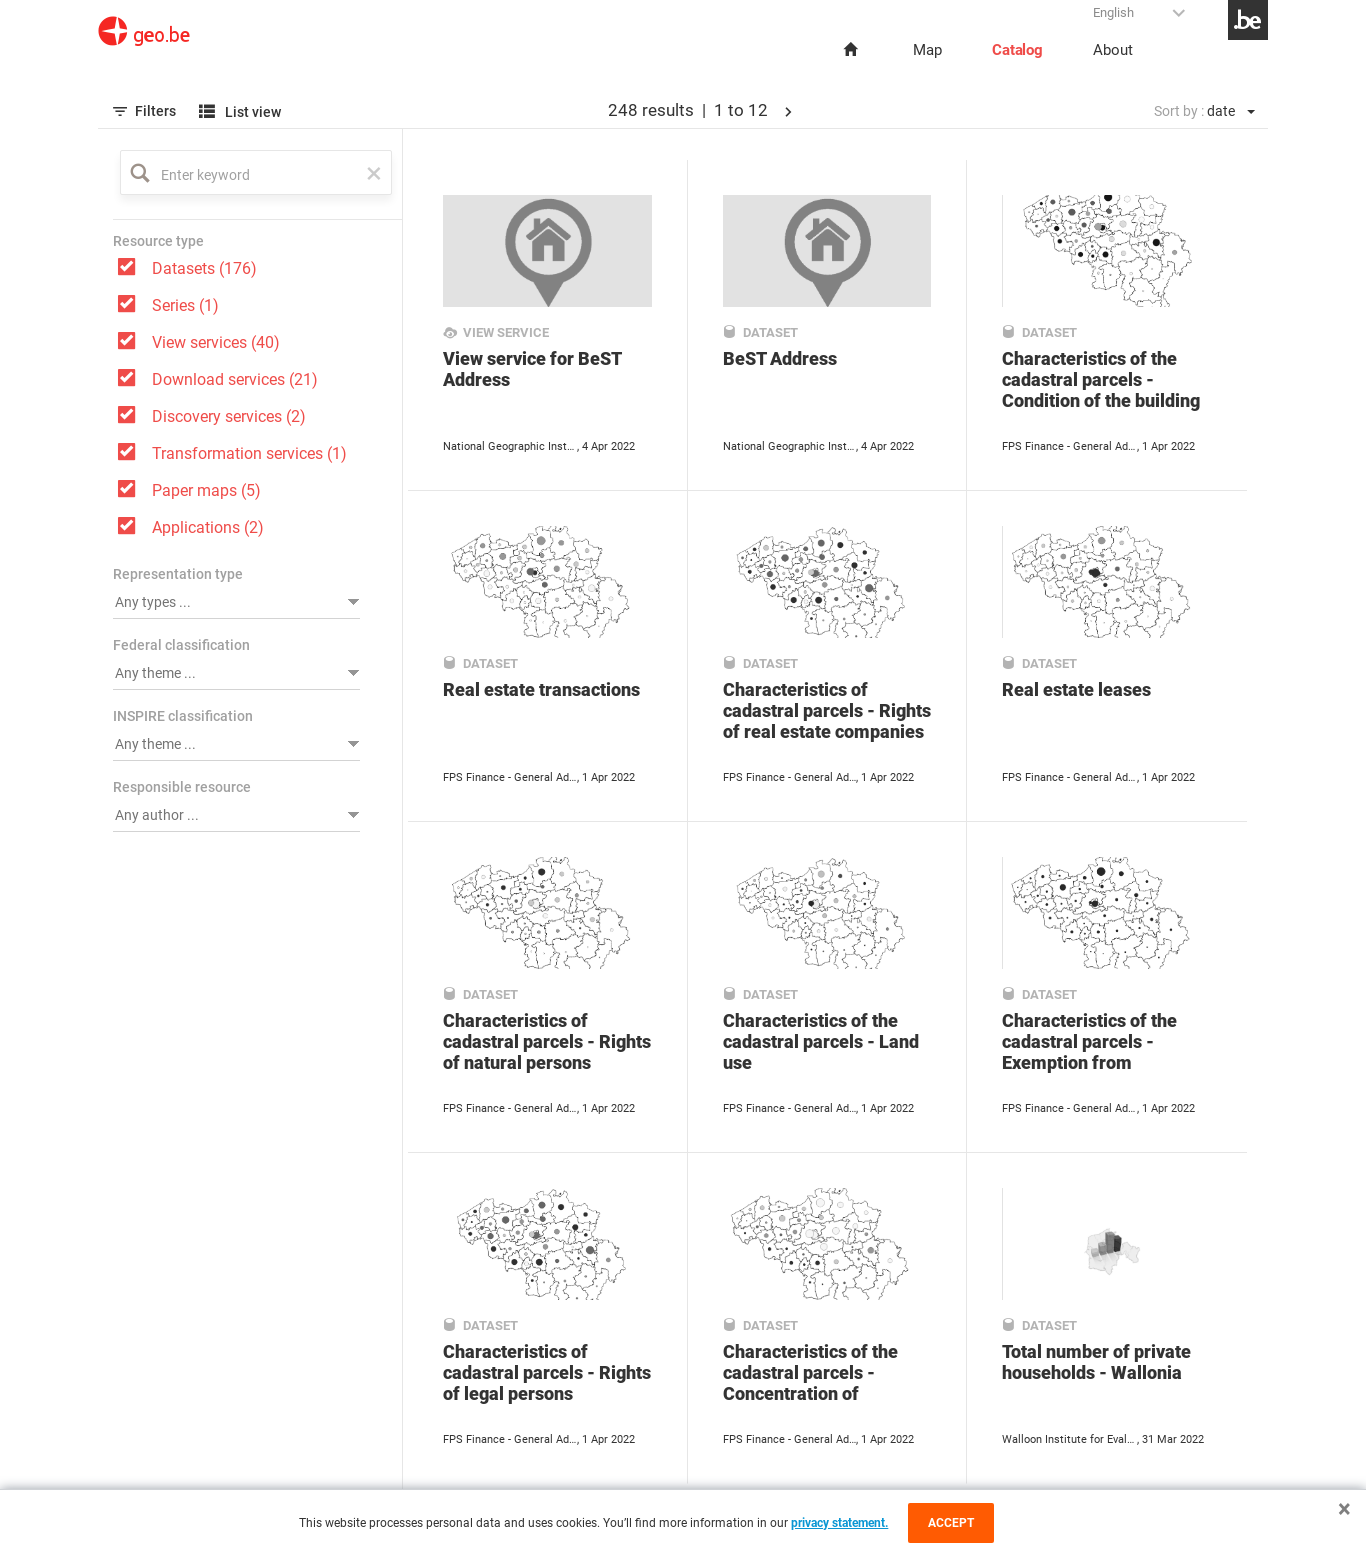 English
.be
geo.be
Map
Catalog
About
Filters
List view
248 results | 1 to 12
Sort by : date
Enter keyword
Resource type
Datasets (176)
Series (1)
View services (40)
Download services (21)
Discovery services (2)
Transformation services (1)
Paper maps (5)
Applications (2)
Representation type
Any types ...
Federal classification
Any theme ...
INSPIRE classification
Any theme ...
Responsible resource
Any author ...
VIEW SERVICE
View service for BeST
Address
National Geographic Inst... , 4 Apr 2022
DATASET
BeST Address
National Geographic Inst... , 4 Apr 2022
DATASET
Characteristics of the
cadastral parcels -
Condition of the building
FPS Finance - General Ad... , 1 Apr 2022
DATASET
Real estate transactions
FPS Finance - General Ad..., 1 Apr 2022
DATASET
Characteristics of
cadastral parcels - Rights
of real estate companies
FPS Finance - General Ad..., 1 Apr 2022
DATASET
Real estate leases
FPS Finance - General Ad... , 1 Apr 2022
DATASET
Characteristics of
cadastral parcels - Rights
of natural persons
FPS Finance - General Ad..., 1 Apr 2022
DATASET
Characteristics of the
cadastral parcels - Land
use
FPS Finance - General Ad..., 1 Apr 2022
DATASET
Characteristics of the
cadastral parcels -
Exemption from
FPS Finance - General Ad... , 1 Apr 2022
DATASET
Characteristics of
cadastral parcels - Rights
of legal persons
FPS Finance - General Ad..., 1 Apr 2022
DATASET
Characteristics of the
cadastral parcels -
Concentration of
FPS Finance - General Ad..., 1 Apr 2022
DATASET
Total number of private
households - Wallonia
Walloon Institute for Eval... , 31 Mar 2022
This website processes personal data and uses cookies. You'll find more information in our privacy statement.
ACCEPT